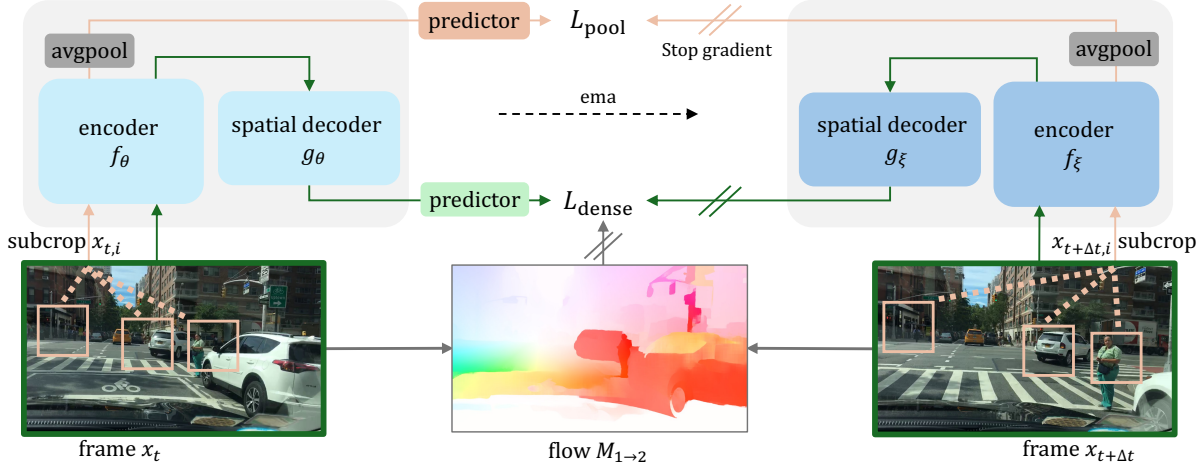 predictor
L_pool
Stop gradient
avgpool
avgpool
encoder
f_θ
spatial decoder
g_θ
ema
spatial decoder
g_ξ
encoder
f_ξ
predictor
L_dense
subcrop x_{t,i}
x_{t+Δt,i} subcrop
frame x_t
flow M_{1→2}
frame x_{t+Δt}